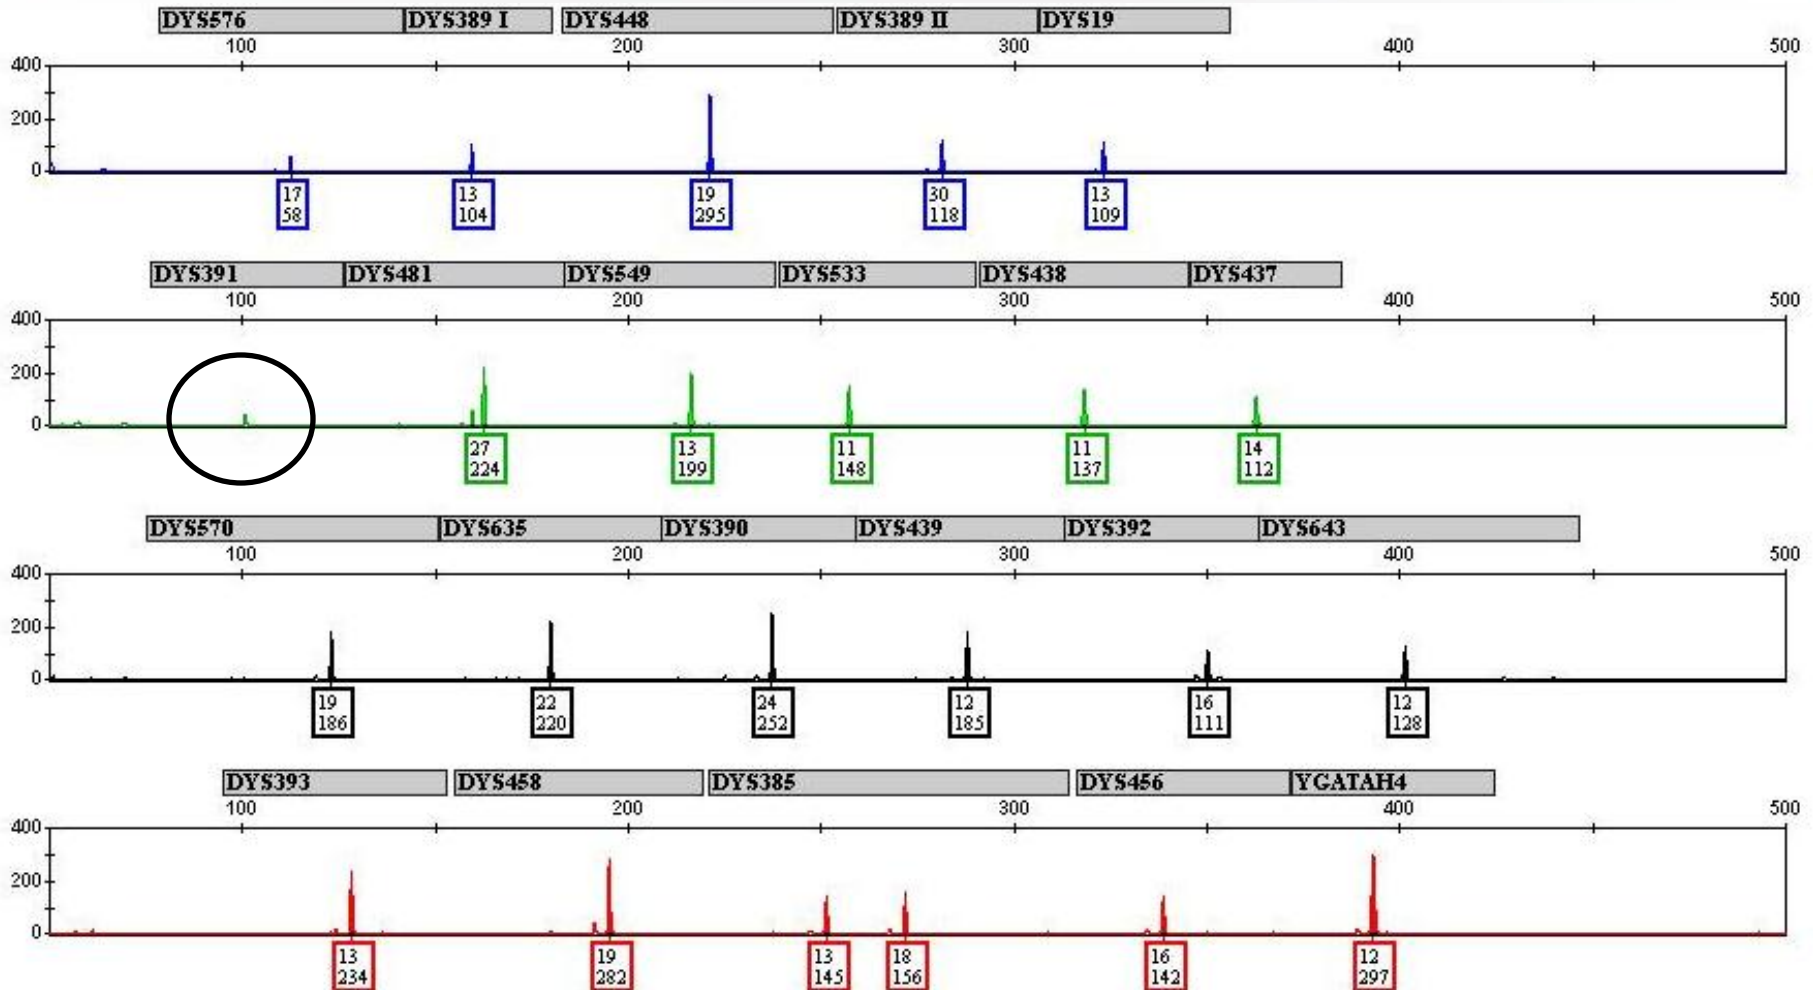 DYS576 DYS389 I DYS448 DYS389 II DYS19
100 200 300 400 500
400
200
0
17 13 19 30 13
58 104 295 118 109
DYS391 DYS481 DYS549 DYS533 DYS438 DYS437
100 200 300 400 500
400
200
0
27 13 11 11 14
224 199 148 137 112
DYS570 DYS635 DYS390 DYS439 DYS392 DYS643
100 200 300 400 500
400
200
0
19 22 24 12 16 12
186 220 252 185 111 128
DYS393 DYS458 DYS385 DYS456 YGATAH4
100 200 300 400 500
400
200
0
13 19 13 18 16 12
234 282 145 156 142 297